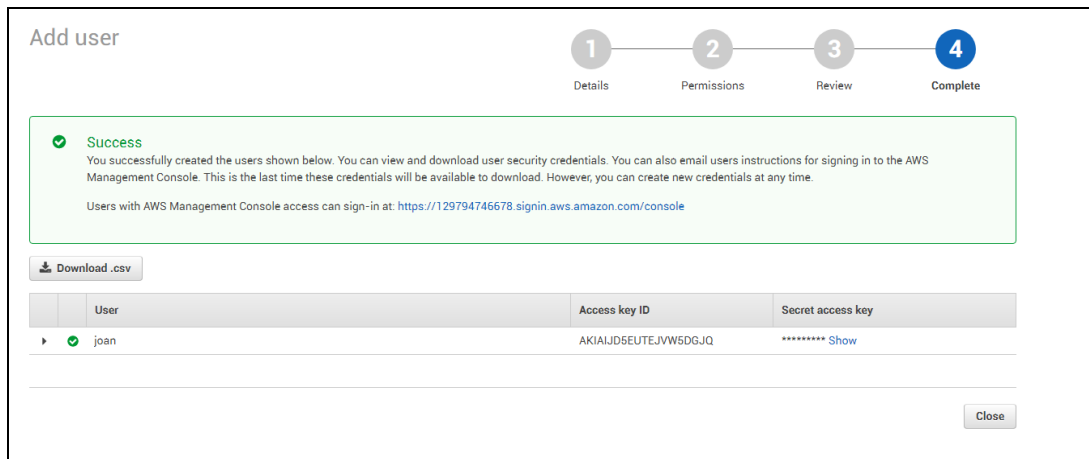 Add user
1 2 3 4
Details Permissions Review Complete
Success
You successfully created the users shown below. You can view and download user security credentials. You can also email users instructions for signing in to the AWS
Management Console. This is the last time these credentials will be available to download. However, you can create new credentials at any time.
Users with AWS Management Console access can sign-in at: https://129794746678.signin.aws.amazon.com/console
Download .csv
User Access key ID Secret access key
joan AKIAIJD5EUTEJVW5DGJQ ********* Show
Close